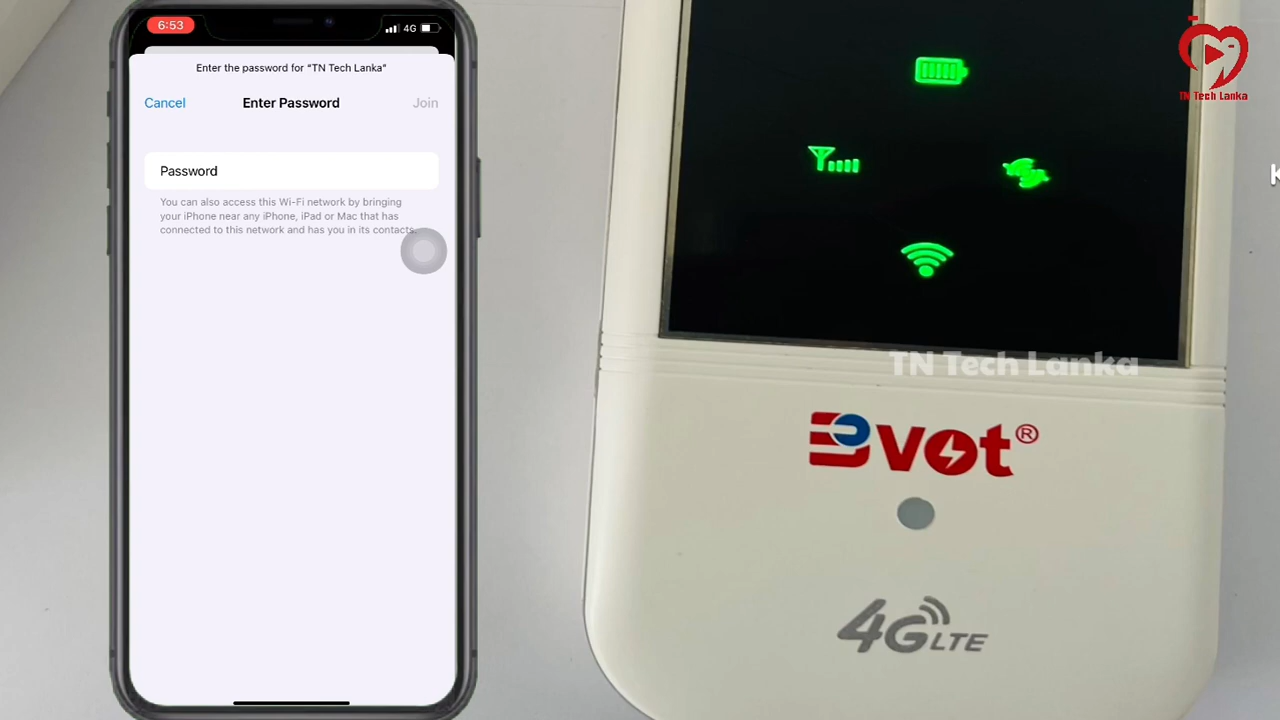 6:53
4G
Enter the password for “TN Tech Lanka”
Cancel
Enter Password
Join
Password
You can also access this Wi-Fi network by bringing
your iPhone near any iPhone, iPad or Mac that has
connected to this network and has you in its contacts.
TN Tech Lanka
TN Tech Lanka
Bvot®
4G LTE